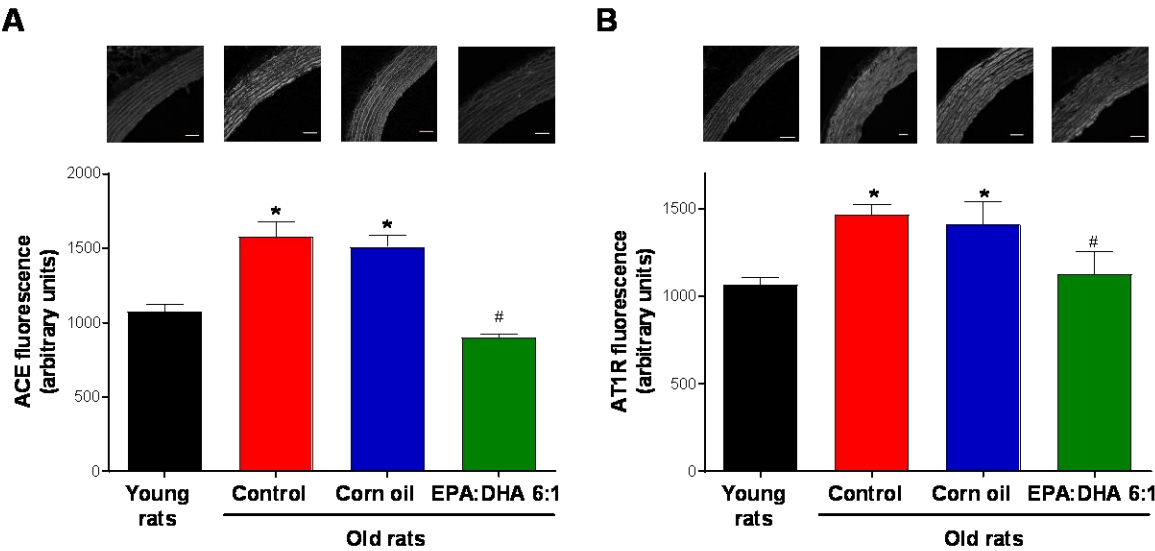 A
B
2000
1500
1000
500
0
ACE fluorescence
(arbitrary units)
*
*
#
Young
rats
Control
Corn oil
EPA:DHA 6:1
Old rats
1500
1000
500
0
AT1R fluorescence
(arbitrary units)
*
*
#
Young
rats
Control
Corn oil
EPA:DHA 6:1
Old rats